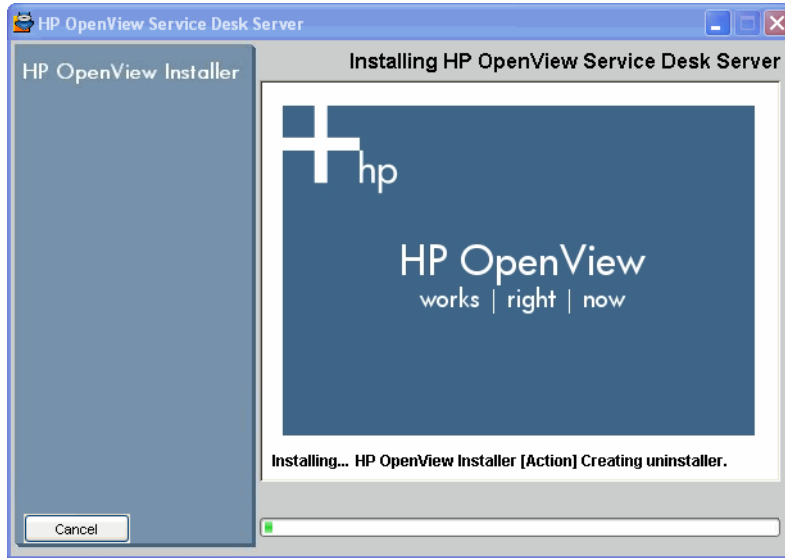 HP OpenView Service Desk Server
HP OpenView Installer
Installing HP OpenView Service Desk Server
hp
HP OpenView
works | right | now
Installing... HP OpenView Installer [Action] Creating uninstaller.
Cancel